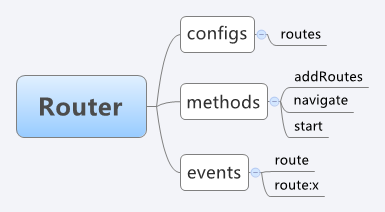 Router
configs
routes
methods
addRoutes
navigate
start
events
route
route:x